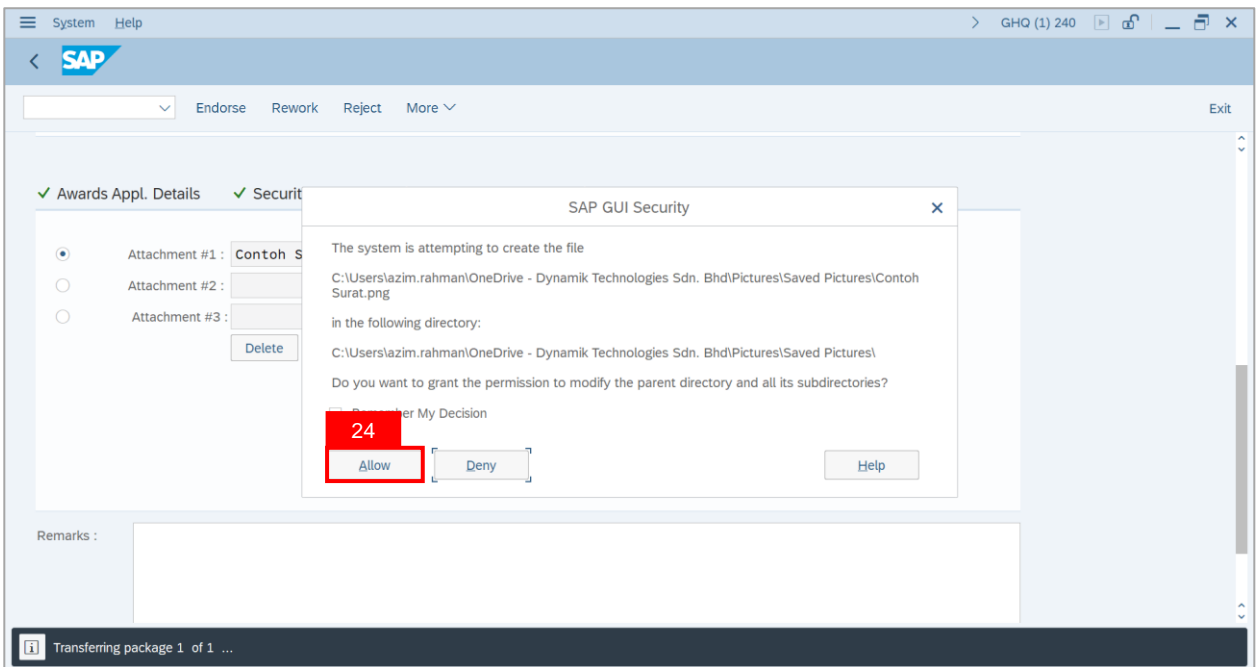 System Help GHQ (1) 240
SAP
Endorse Rework Reject More Exit
Awards Appl. Details Securit
SAP GUI Security
The system is attempting to create the file
Attachment #1 : Contoh S
C:\Users\azim.rahman\OneDrive - Dynamik Technologies Sdn. Bhd\Pictures\Saved Pictures\Contoh
Surat.png
Attachment #2 :
in the following directory:
Attachment #3 :
C:\Users\azim.rahman\OneDrive - Dynamik Technologies Sdn. Bhd\Pictures\Saved Pictures\
Delete
Do you want to grant the permission to modify the parent directory and all its subdirectories?
Remember My Decision
24
Allow Deny Help
Remarks :
Transferring package 1 of 1 ...